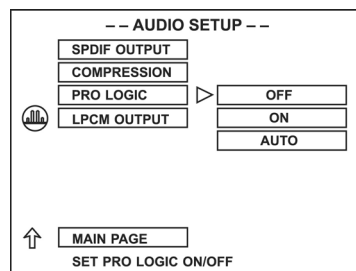 -- AUDIO SETUP --
SPDIF OUTPUT
COMPRESSION
PRO LOGIC
OFF
LPCM OUTPUT
ON
AUTO
MAIN PAGE
SET PRO LOGIC ON/OFF